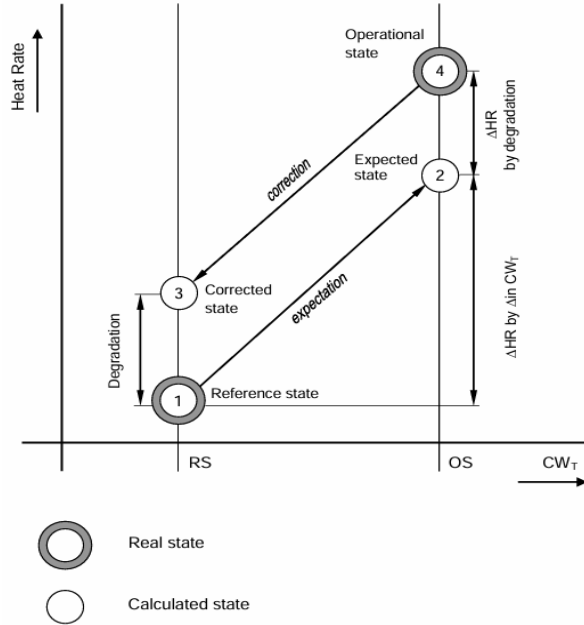 Operational
state
Heat Rate
4
ΔHR
by degradation
Expected
state
2
correction
3
Corrected
state
expectation
ΔHR by Δin CWT
Degradation
1
Reference state
RS
OS
CWT
Real state
Calculated state